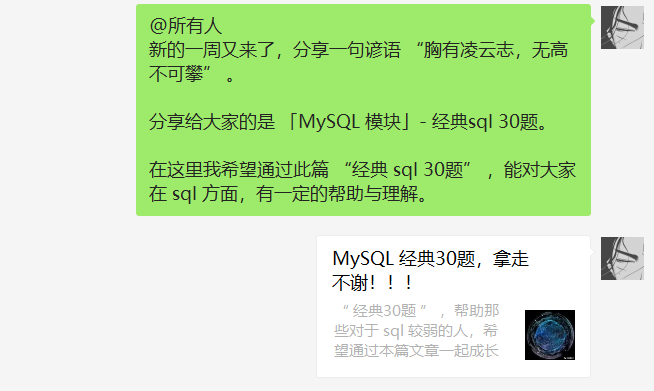 @所有人
新的一周又来了，分享一句谚语 “胸有凌云志，无高
不可攀” 。
分享给大家的是 「MySQL 模块」- 经典sql 30题。
在这里我希望通过此篇 “经典 sql 30题” ，能对大家
在 sql 方面，有一定的帮助与理解。
MySQL 经典30题，拿走
不谢！！！
“ 经典30题 ” ，帮助那
些对于 sql 较弱的人，希
望通过本篇文章一起成长